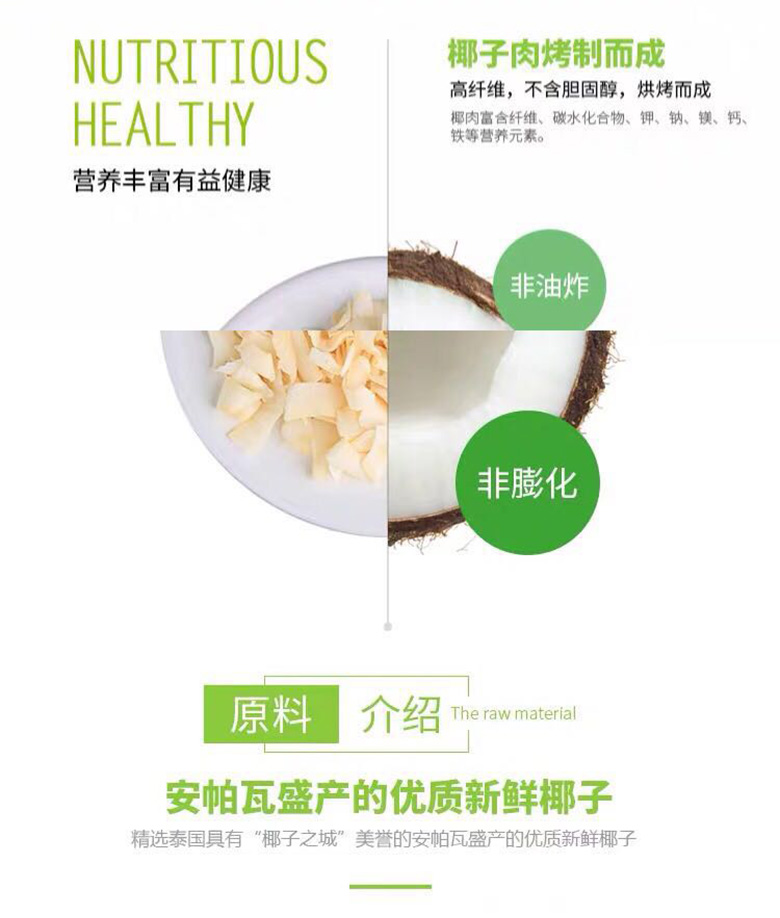 NUTRITIOUS
HEALTHY
营养丰富有益健康
椰子肉烤制而成
高纤维，不含胆固醇，烘烤而成
椰肉富含纤维、碳水化合物、钾、钠、镁、钙、
铁等营养元素。
非油炸
非膨化
原料 介绍 The raw material
安帕瓦盛产的优质新鲜椰子
精选泰国具有“椰子之城”美誉的安帕瓦盛产的优质新鲜椰子